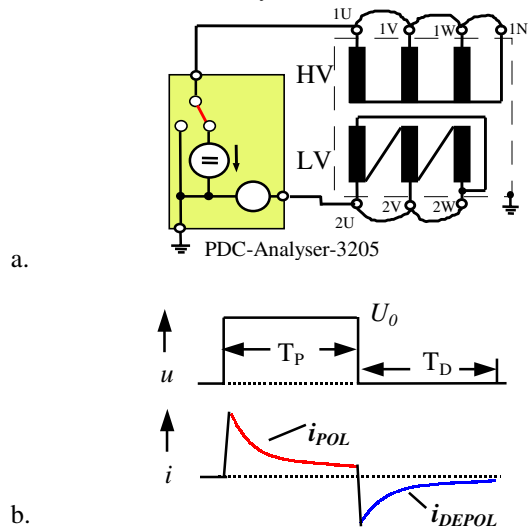 1U 1V 1W 1N
HV
LV
2U 2V 2W
PDC-Analyser-3205
a.
U0
TP TD
u
iPOL
i
iDEPOL
b.